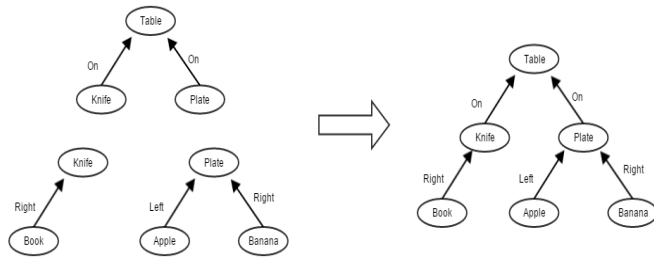 Table
On
On
Knife
Plate
Knife
Plate
Right
Left
Right
Book
Apple
Banana
Table
On
On
Knife
Plate
Right
Left
Right
Book
Apple
Banana